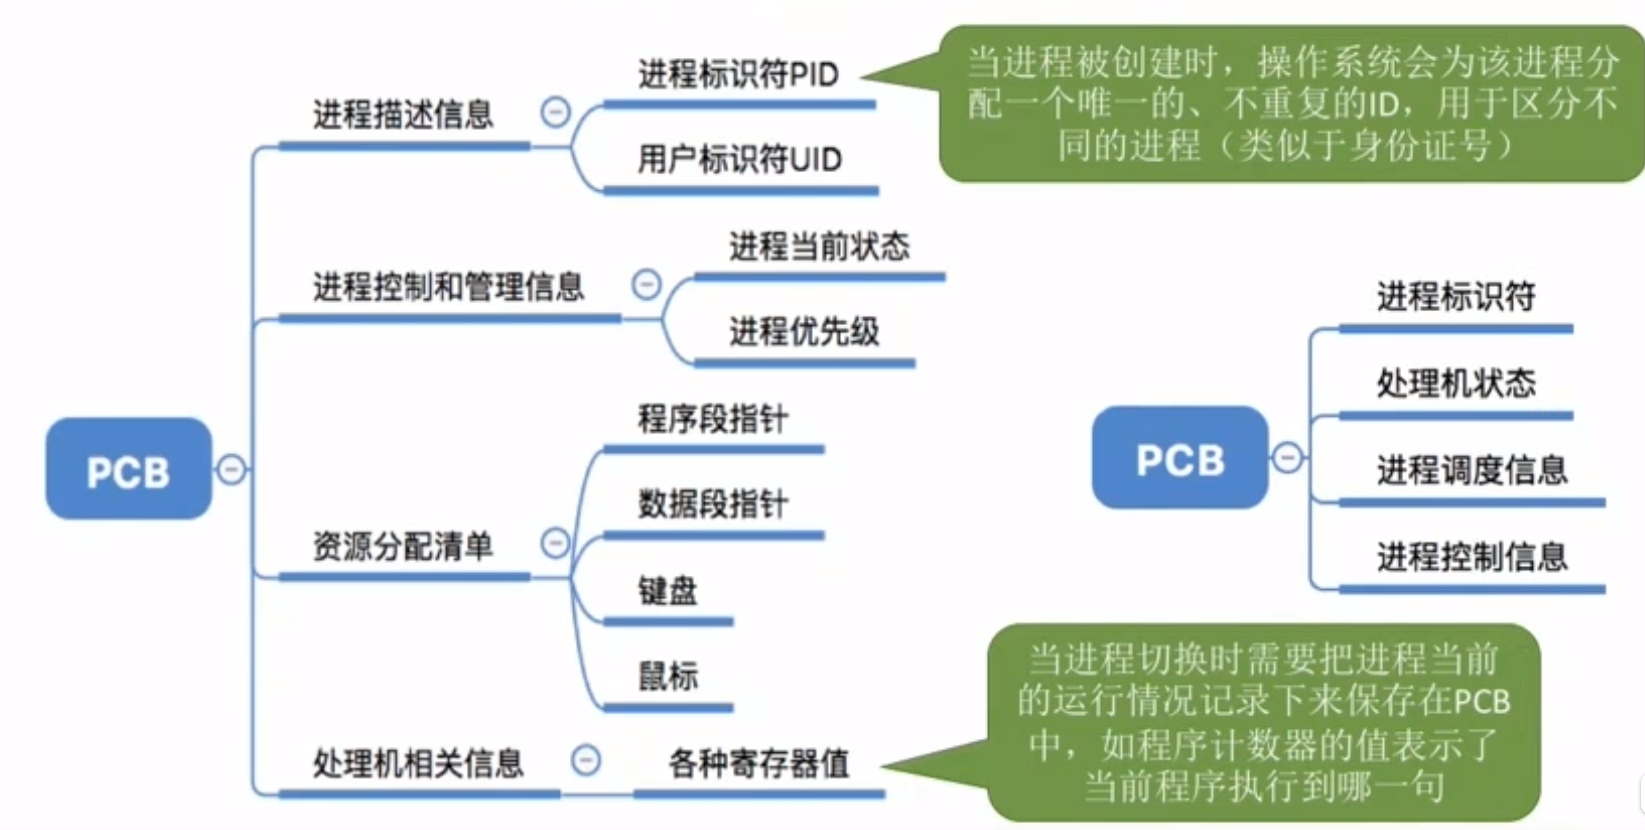 进程标识符PID
当进程被创建时，操作系统会为该进程分
配一个唯一的、不重复的ID，用于区分不
同的进程（类似于身份证号）
进程描述信息
用户标识符UID
进程当前状态
进程控制和管理信息
进程优先级
程序段指针
PCB
数据段指针
资源分配清单
键盘
鼠标
处理机相关信息
各种寄存器值
当进程切换时需要把进程当前
的运行情况记录下来保存在PCB
中，如程序计数器的值表示了
当前程序执行到哪一句
进程标识符
处理机状态
PCB
进程调度信息
进程控制信息